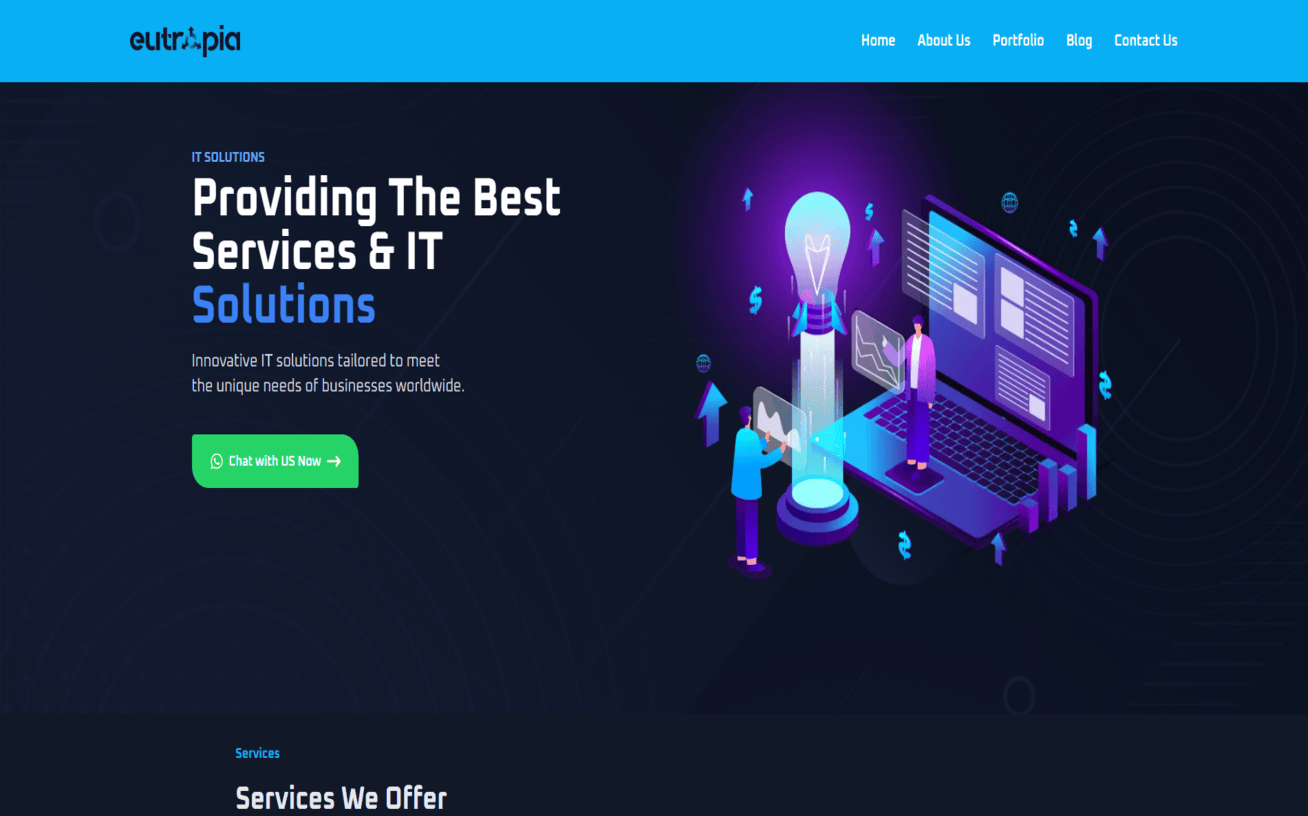 eutropia
Home About Us Portfolio Blog Contact Us
IT SOLUTIONS
Providing The Best
Services & IT
Solutions
Innovative IT solutions tailored to meet
the unique needs of businesses worldwide.
Chat with US Now
Services
Services We Offer